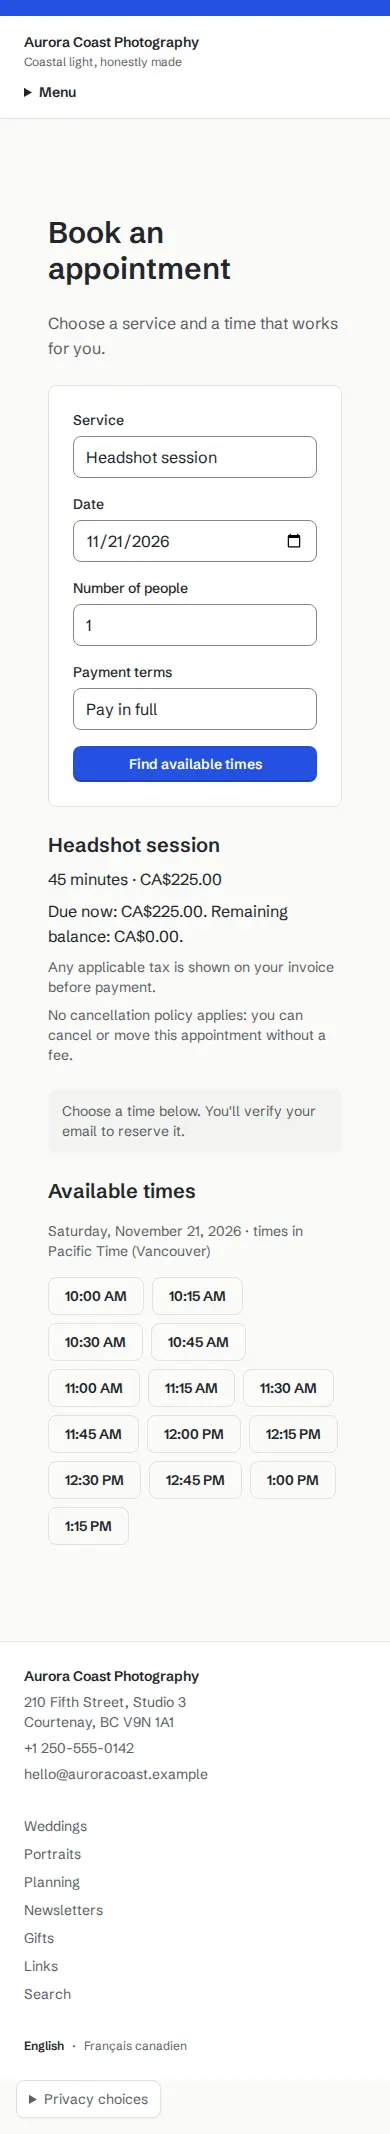 Aurora Coast Photography
Coastal light, honestly made
Menu
Book an
appointment
Choose a service and a time that works
for you.
Service
Headshot session
Date
11/21/2026
Number of people
1
Payment terms
Pay in full
Find available times
Headshot session
45 minutes · CA$225.00
Due now: CA$225.00. Remaining
balance: CA$0.00.
Any applicable tax is shown on your invoice
before payment.
No cancellation policy applies: you can
cancel or move this appointment without a
fee.
Choose a time below. You'll verify your
email to reserve it.
Available times
Saturday, November 21, 2026 · times in
Pacific Time (Vancouver)
10:00 AM 10:15 AM
10:30 AM 10:45 AM
11:00 AM 11:15 AM 11:30 AM
11:45 AM 12:00 PM 12:15 PM
12:30 PM 12:45 PM 1:00 PM
1:15 PM
Aurora Coast Photography
210 Fifth Street, Studio 3
Courtenay, BC V9N 1A1
+1 250-555-0142
hello@auroracoast.example
Weddings
Portraits
Planning
Newsletters
Gifts
Links
Search
English · Français canadien
Privacy choices